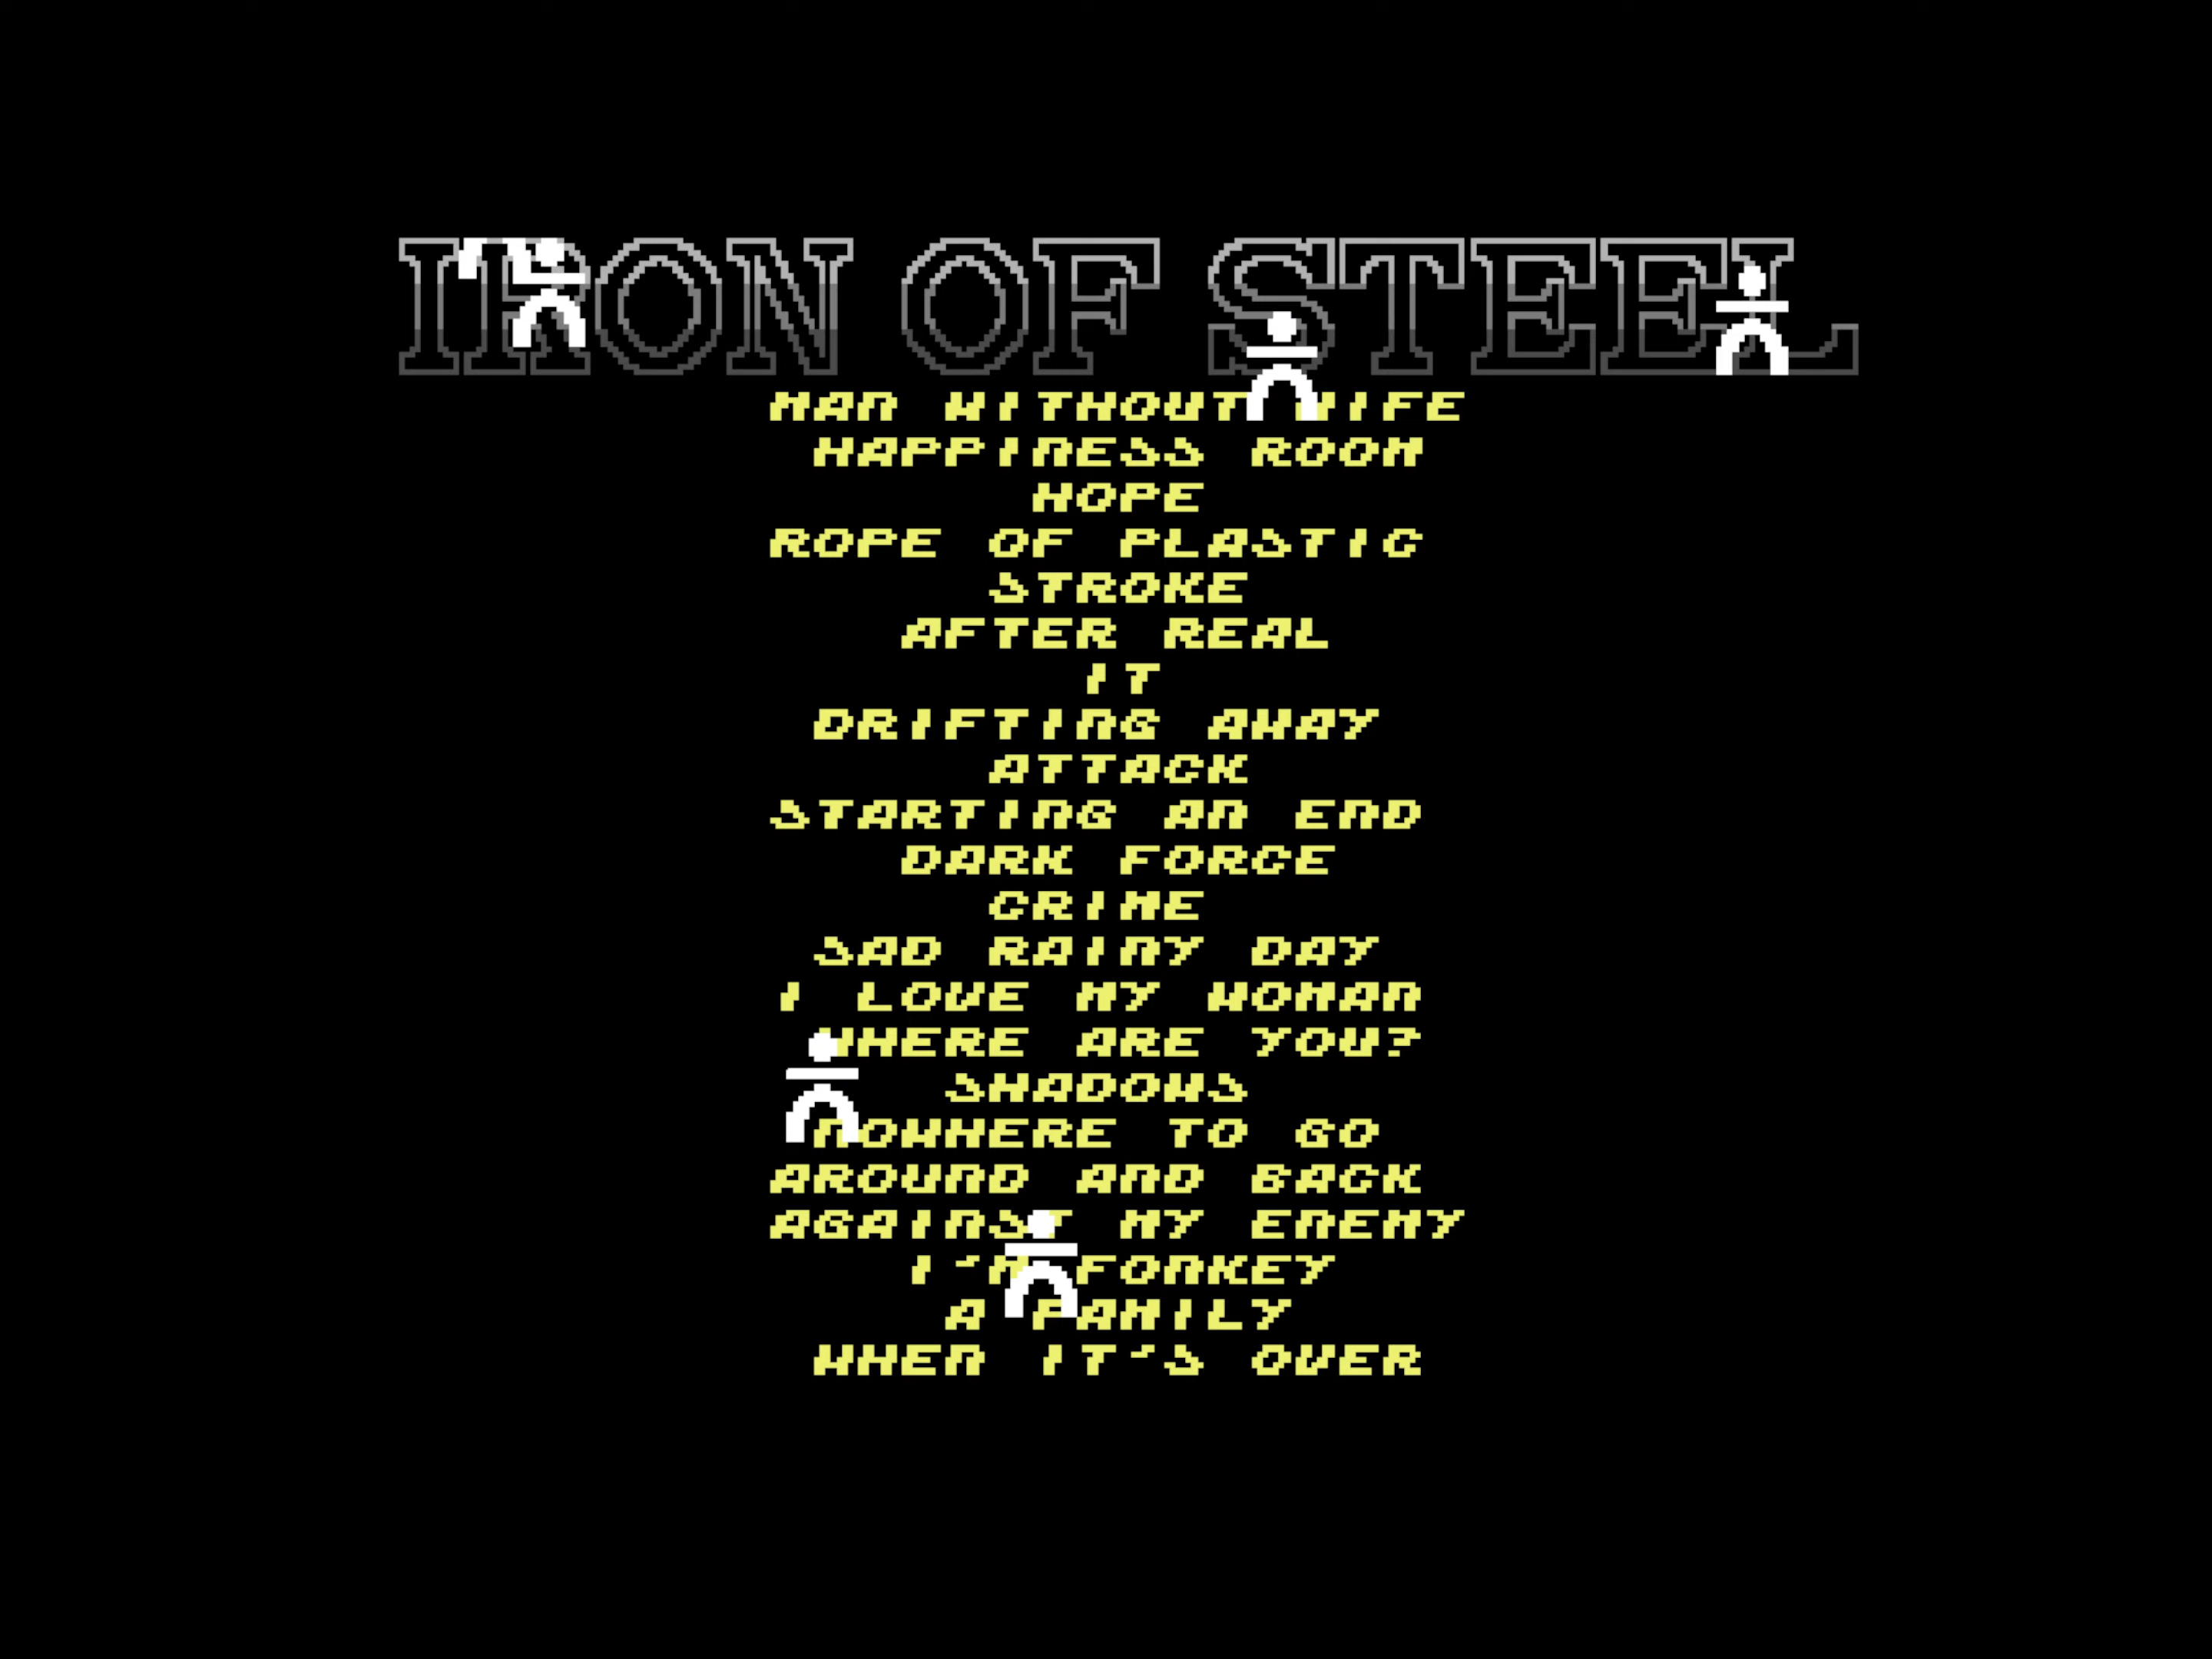 IRON OF STEEL
MAN WITHOUT WIFE
HAPPINESS ROOM
HOPE
ROPE OF PLASTIC
STROKE
AFTER REAL
IT
DRIFTING AWAY
ATTACK
STARTING AN END
DARK FORCE
CRIME
SAD RAINY DAY
I LOVE MY WOMAN
WHERE ARE YOU?
SHADOWS
NOWHERE TO GO
AROUND AND BACK
AGAINST MY ENEMY
I'M FONKEY
A FAMILY
WHEN IT'S OVER